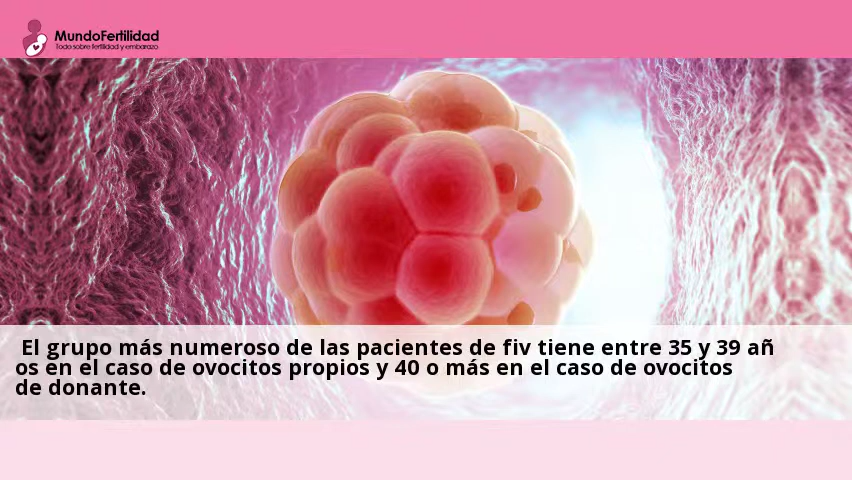 MundoFertilidad
Todo sobre fertilidad y embarazo
El grupo más numeroso de las pacientes de fiv tiene entre 35 y 39 añ
os en el caso de ovocitos propios y 40 o más en el caso de ovocitos
de donante.